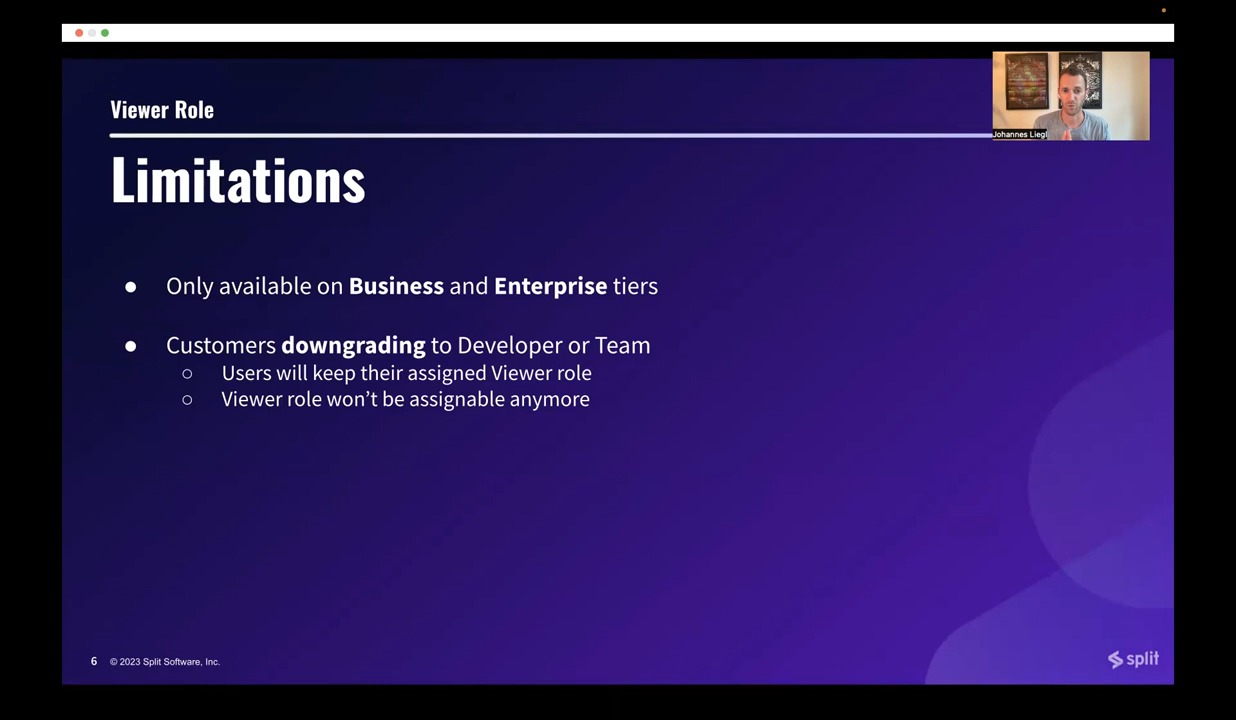 Viewer Role
Johannes Liegl
Limitations
● Only available on Business and Enterprise tiers
● Customers downgrading to Developer or Team
○ Users will keep their assigned Viewer role
○ Viewer role won’t be assignable anymore
6 © 2023 Split Software, Inc.
split